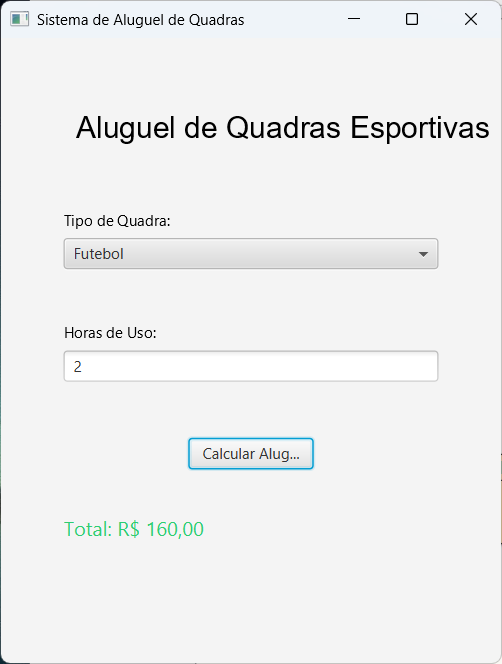 Sistema de Aluguel de Quadras
Aluguel de Quadras Esportivas
Tipo de Quadra:
Futebol
Horas de Uso:
2
Calcular Alug...
Total: R$ 160,00